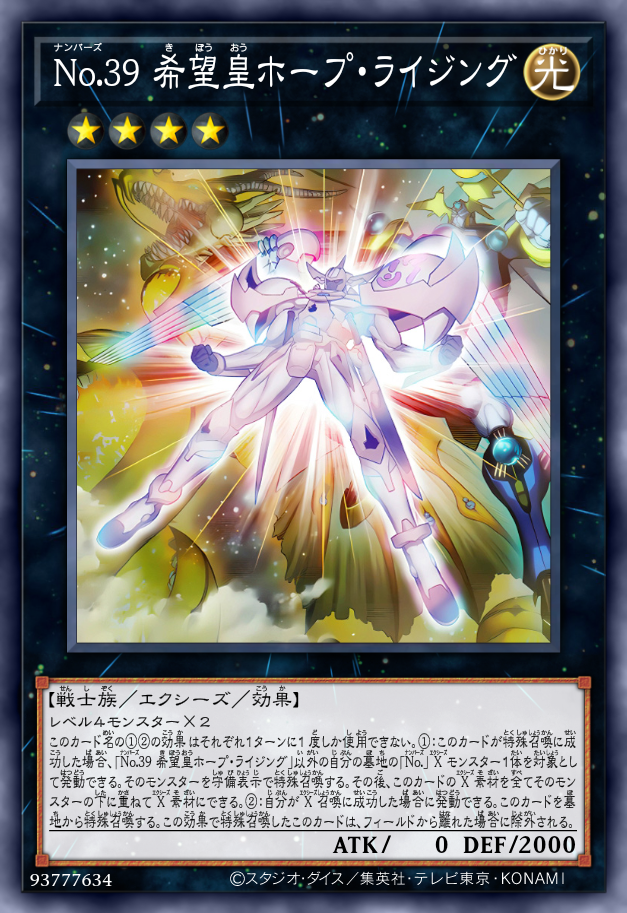 No.39 希望皇ホープ・ライジング 光
【戦士族／エクシーズ／効果】
レベル４モンスター×２
このカード名の①②の効果はそれぞれ1ターンに1度しか使用できない。①：このカードが特殊召喚に成
功した場合、「No.39 希望皇ホープ・ライジング」以外の自分の墓地の「No.」X モンスター1体を対象とし
て発動できる。そのモンスターを守備表示で特殊召喚する。その後、このカードのX 素材を全てそのモン
スターの下に重ねて X 素材にできる。②：自分が X 召喚に成功した場合に発動できる。このカードを墓
地から特殊召喚する。この効果で特殊召喚したこのカードは、フィールドから離れた場合に除外される。
ATK/ 0 DEF/2000
93777634 ©スタジオ・ダイス／集英社・テレビ東京・KONAMI